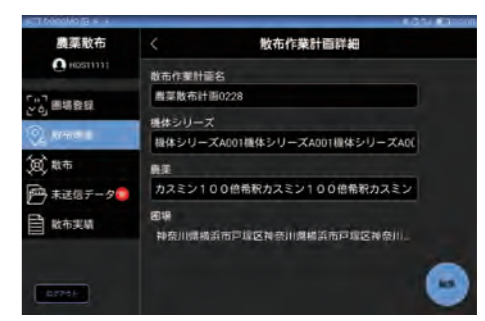 農薬散布
HOS11111
圃場登録
散布
未送信データ
散布実績
ログアウト
散布作業計画詳細
散布作業計画名
農薬散布計画0228
機体シリーズ
機体シリーズA001機体シリーズA001機体シリーズA0(
農薬
カスミン１００倍希釈カスミン１００倍希釈カスミン
圃場
神奈川県横浜市戸塚区神奈川県横浜市戸塚区神奈川...